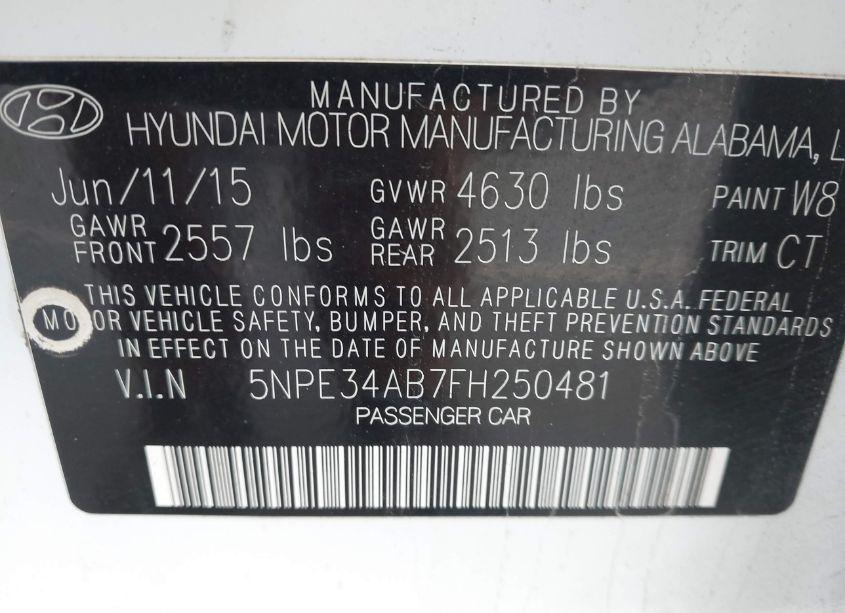 MANUFACTURED BY
HYUNDAI MOTOR MANUFACTURING ALABAMA, L
Jun/11/15 GVWR 4630 lbs PAINT W8
GAWR FRONT 2557 lbs GAWR REAR 2513 lbs TRIM CT
THIS VEHICLE CONFORMS TO ALL APPLICABLE U.S.A. FEDERAL
MO OR VEHICLE SAFETY, BUMPER, AND THEFT PREVENTION STANDARDS
IN EFFECT ON THE DATE OF MANUFACTURE SHOWN ABOVE
V.I.N 5NPE34AB7FH250481
PASSENGER CAR